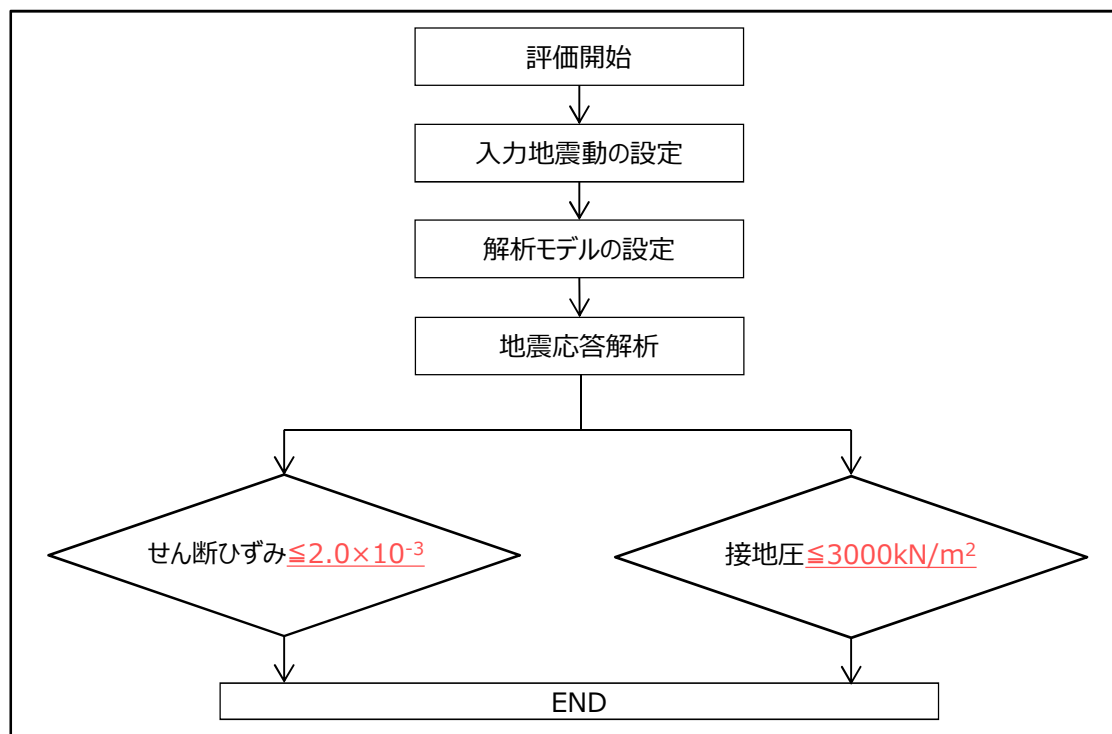 評価開始
入力地震動の設定
解析モデルの設定
地震応答解析
せん断ひずみ≦2.0×10⁻³
接地圧≦3000kN/m²
END